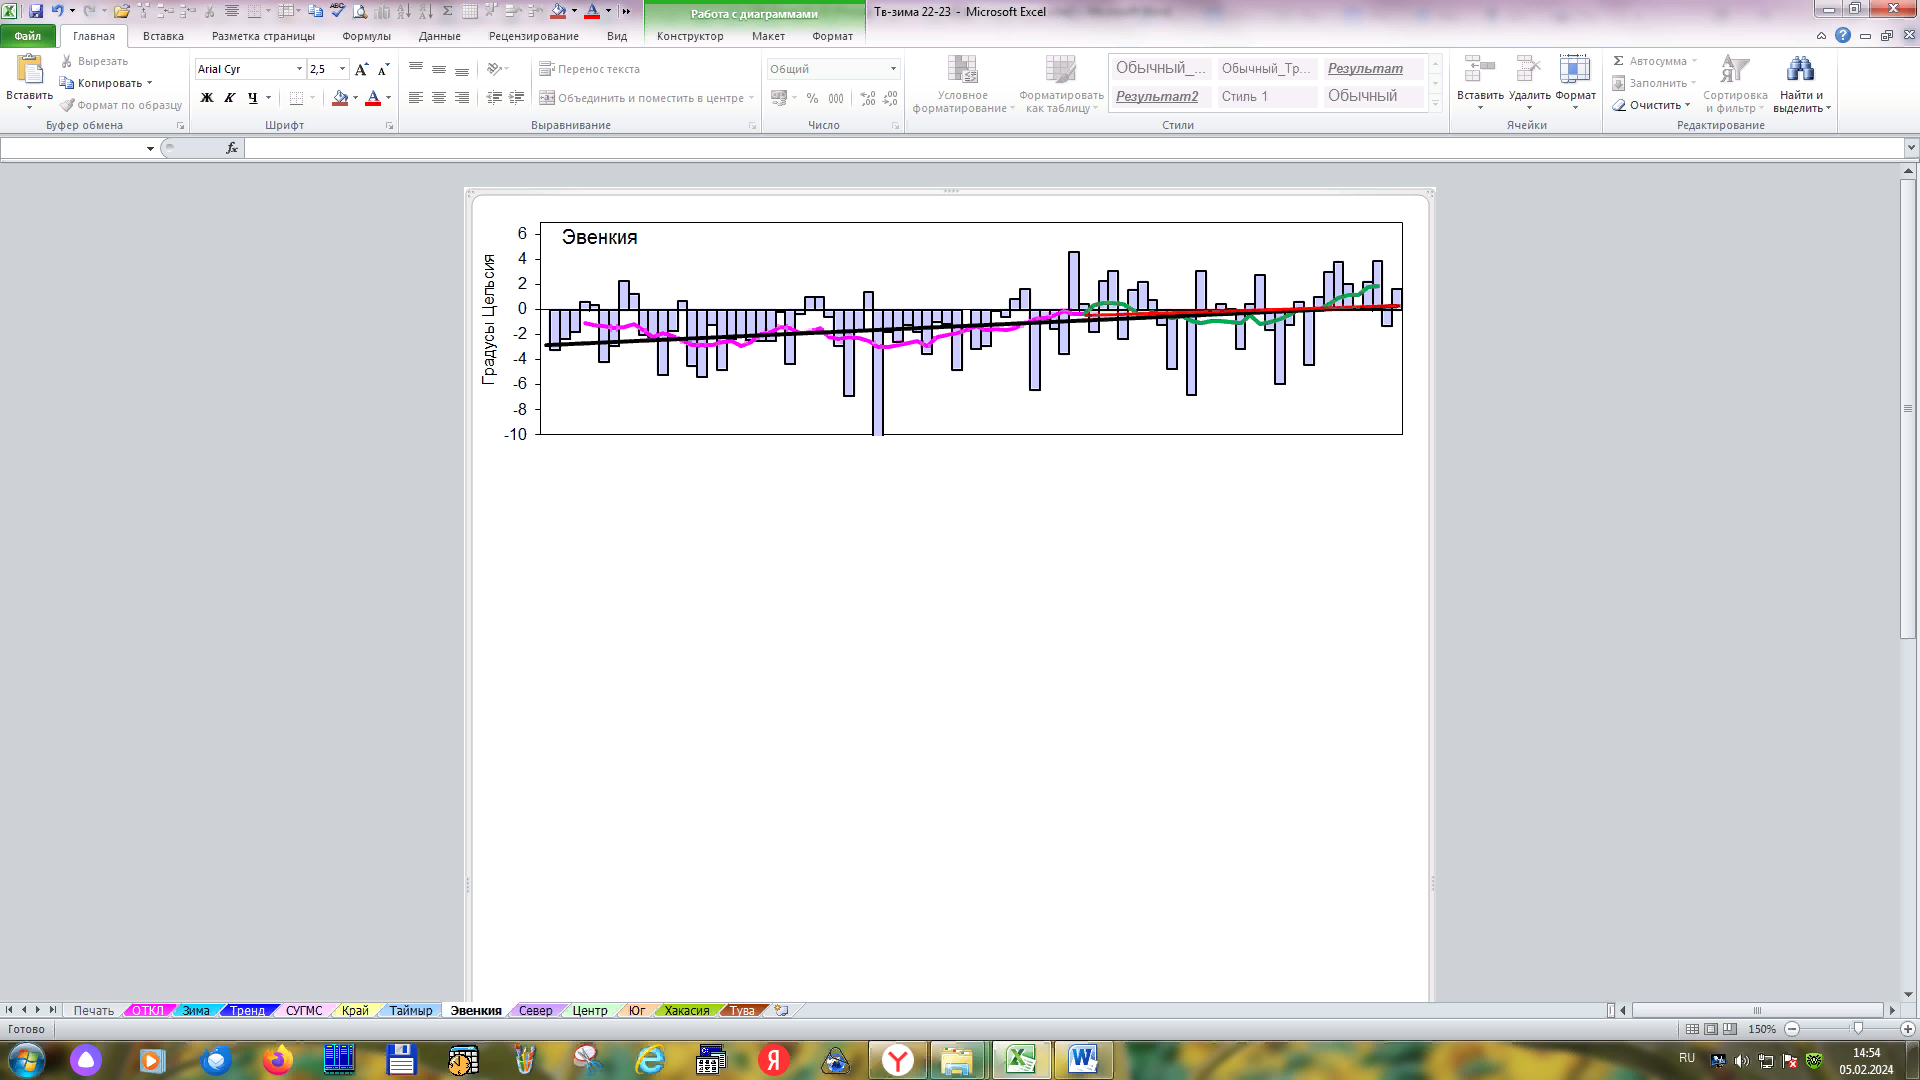 Работа с диаграммами
Тв-зима 22-23 - Microsoft Excel
Файл Главная Вставка Разметка страницы Формулы Данные Рецензирование Вид Конструктор Макет Формат
Вставить
Вырезать
Копировать
Формат по образцу
Буфер обмена
Arial Cyr 2,5
Ж К Ч
Шрифт
Перенос текста
Объединить и поместить в центре
Выравнивание
Общий
% 000
Число
Условное форматирование
Форматировать как таблицу
Обычный_... Обычный_Тр... Результат
Результат2 Стиль 1 Обычный
Стили
Вставить Удалить Формат
Ячейки
Автосумма
Заполнить
Очистить
Сортировка и фильтр
Найти и выделить
Редактирование
fx
Эвенкия
Градусы Цельсия
6
4
2
0
-2
-4
-6
-8
-10
Печать ОТКЛ Зима Тренд СУГМС Край Таймыр Эвенкия Север Центр Юг Хакасия Тува
Готово
150%
RU
14:54
05.02.2024